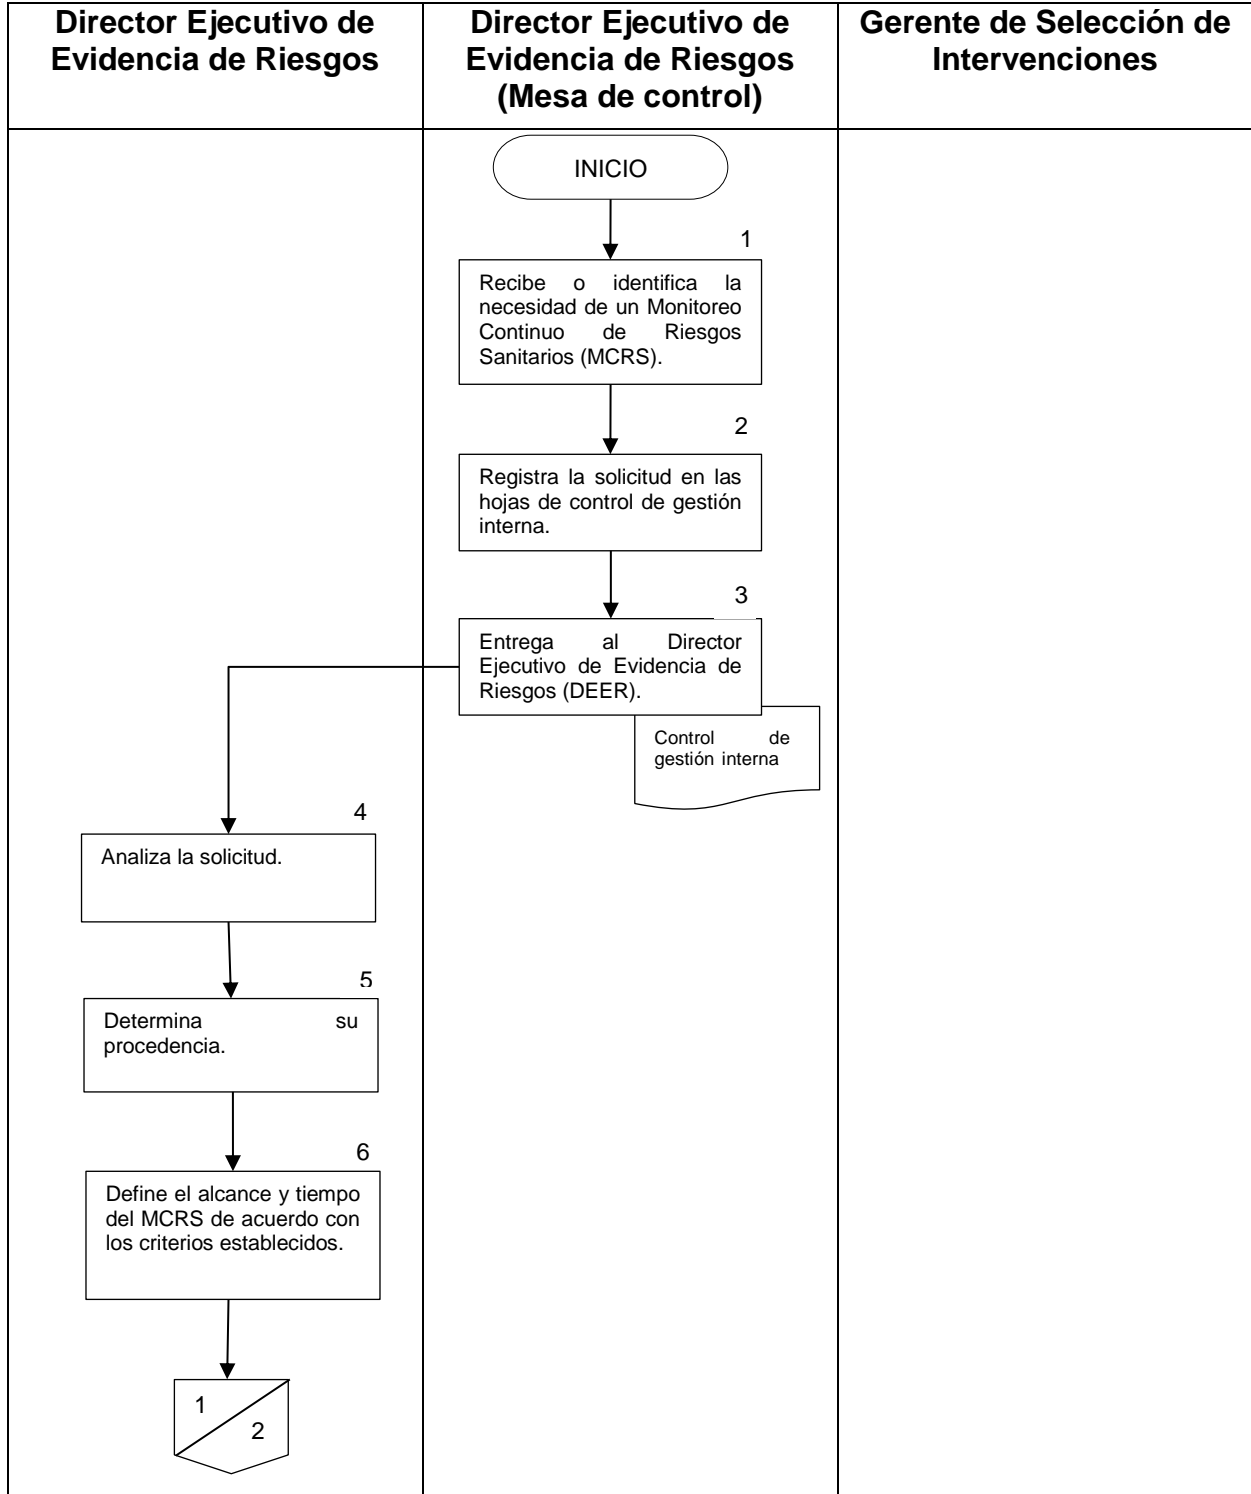 Director Ejecutivo de
Evidencia de Riesgos
Director Ejecutivo de
Evidencia de Riesgos
(Mesa de control)
Gerente de Selección de
Intervenciones
INICIO
1
Recibe o identifica la
necesidad de un Monitoreo
Continuo de Riesgos
Sanitarios (MCRS).
2
Registra la solicitud en las
hojas de control de gestión
interna.
3
Entrega al Director
Ejecutivo de Evidencia de
Riesgos (DEER).
Control de
gestión interna
4
Analiza la solicitud.
5
Determina su
procedencia.
6
Define el alcance y tiempo
del MCRS de acuerdo con
los criterios establecidos.
1
2